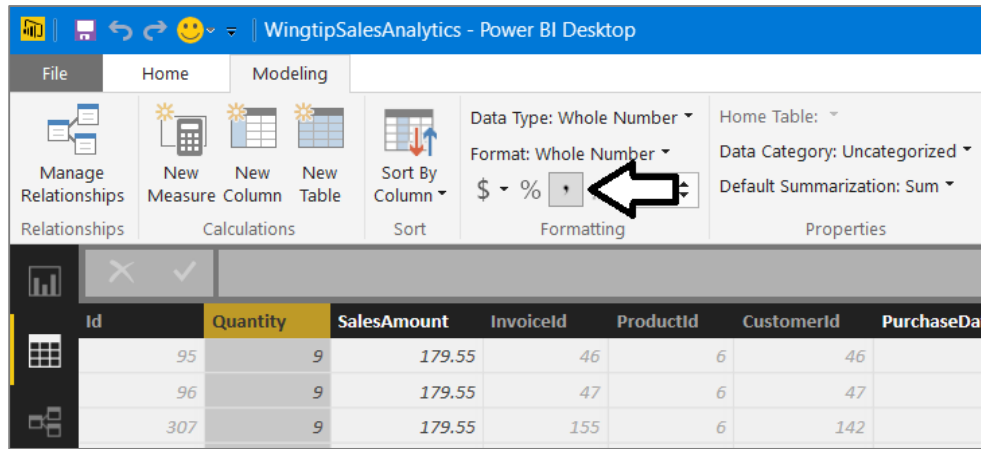 WingtipSalesAnalytics - Power BI Desktop
File Home Modeling
Manage Relationships
New Measure
New Column
New Table
Sort By Column
Data Type: Whole Number
Format: Whole Number
$ % ,
Home Table:
Data Category: Uncategorized
Default Summarization: Sum
Relationships Calculations Sort Formatting Properties
Id Quantity SalesAmount InvoiceId ProductId CustomerId PurchaseDa
95 9 179.55 46 6 46
96 9 179.55 47 6 47
307 9 179.55 155 6 142